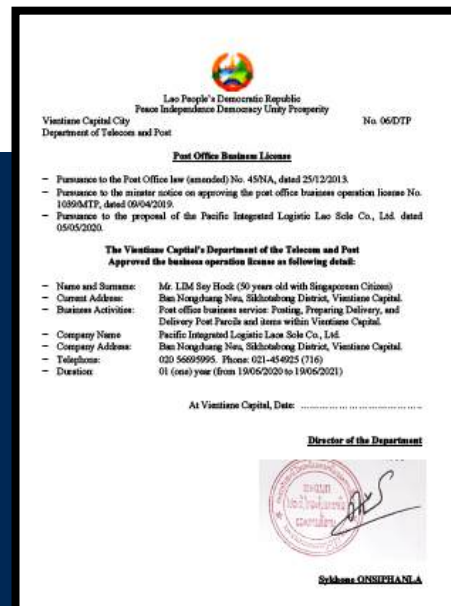 Lao People's Democratic Republic
Peace Independence Democracy Unity Prosperity
Vientiane Capital City No. 06/DTP
Department of Telecom and Post
Post Office Business License
– Pursuance to the Post Office law (amended) No. 45/NA, dated 25/12/2013.
– Pursuance to the minster notice on approving the post office business operation license No.
1039/MTP, dated 09/04/2019.
– Pursuance to the proposal of the Pacific Integrated Logistic Lao Sole Co., Ltd. dated
05/05/2020.
The Vientiane Captial's Department of the Telecom and Post
Approved the business operation license as following detail:
– Name and Surname: Mr. LIM Sey Hock (50 years old with Singaporean Citizen)
– Current Address: Ban Nongduang Neu, Sikhotabong District, Vientiane Capital.
– Business Activities: Post office business service: Posting, Preparing Delivery, and
Delivery Post Parcils and items within Vientiane Capital.
– Company Name Pacific Integrated Logistic Laos Sole Co., Ltd.
– Company Address: Ban Nongduang Neu, Sikhotabong District, Vientiane Capital.
– Telephone: 020 56695995. Phone: 021-454925 (716)
– Duration: 01 (one) year (from 19/06/2020 to 19/06/2021)
At Vientiane Capital, Date: ......................................
Director of the Department
Sykhone ONSIPHANLA